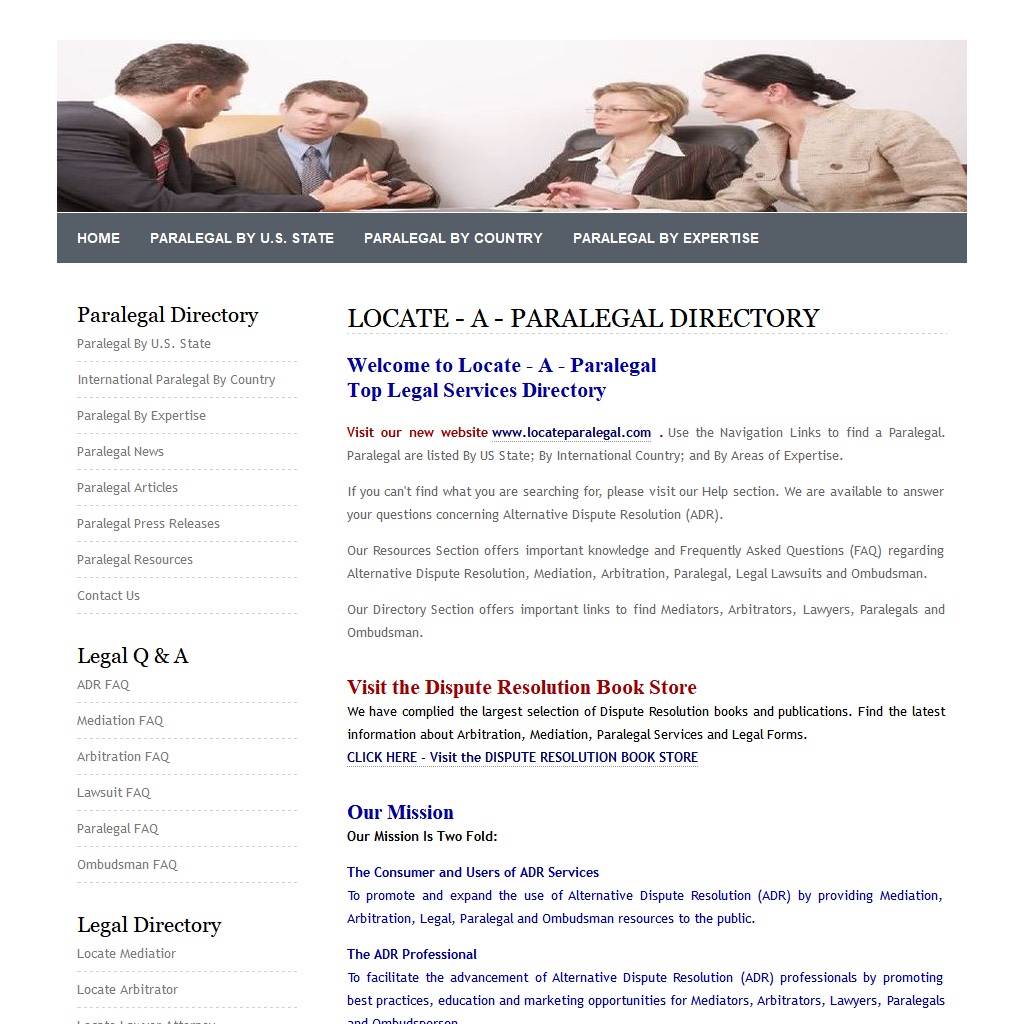 HOME PARALEGAL BY U.S. STATE PARALEGAL BY COUNTRY PARALEGAL BY EXPERTISE
Paralegal Directory
Paralegal By U.S. State
International Paralegal By Country
Paralegal By Expertise
Paralegal News
Paralegal Articles
Paralegal Press Releases
Paralegal Resources
Contact Us
Legal Q & A
ADR FAQ
Mediation FAQ
Arbitration FAQ
Lawsuit FAQ
Paralegal FAQ
Ombudsman FAQ
Legal Directory
Locate Mediatior
Locate Arbitrator
Locate Lawyer Attorney
LOCATE - A - PARALEGAL DIRECTORY
Welcome to Locate - A - Paralegal
Top Legal Services Directory
Visit our new website www.locateparalegal.com . Use the Navigation Links to find a Paralegal.
Paralegal are listed By US State; By International Country; and By Areas of Expertise.
If you can't find what you are searching for, please visit our Help section. We are available to answer
your questions concerning Alternative Dispute Resolution (ADR).
Our Resources Section offers important knowledge and Frequently Asked Questions (FAQ) regarding
Alternative Dispute Resolution, Mediation, Arbitration, Paralegal, Legal Lawsuits and Ombudsman.
Our Directory Section offers important links to find Mediators, Arbitrators, Lawyers, Paralegals and
Ombudsman.
Visit the Dispute Resolution Book Store
We have complied the largest selection of Dispute Resolution books and publications. Find the latest
information about Arbitration, Mediation, Paralegal Services and Legal Forms.
CLICK HERE - Visit the DISPUTE RESOLUTION BOOK STORE
Our Mission
Our Mission Is Two Fold:
The Consumer and Users of ADR Services
To promote and expand the use of Alternative Dispute Resolution (ADR) by providing Mediation,
Arbitration, Legal, Paralegal and Ombudsman resources to the public.
The ADR Professional
To facilitate the advancement of Alternative Dispute Resolution (ADR) professionals by promoting
best practices, education and marketing opportunities for Mediators, Arbitrators, Lawyers, Paralegals
and Ombudsperson.